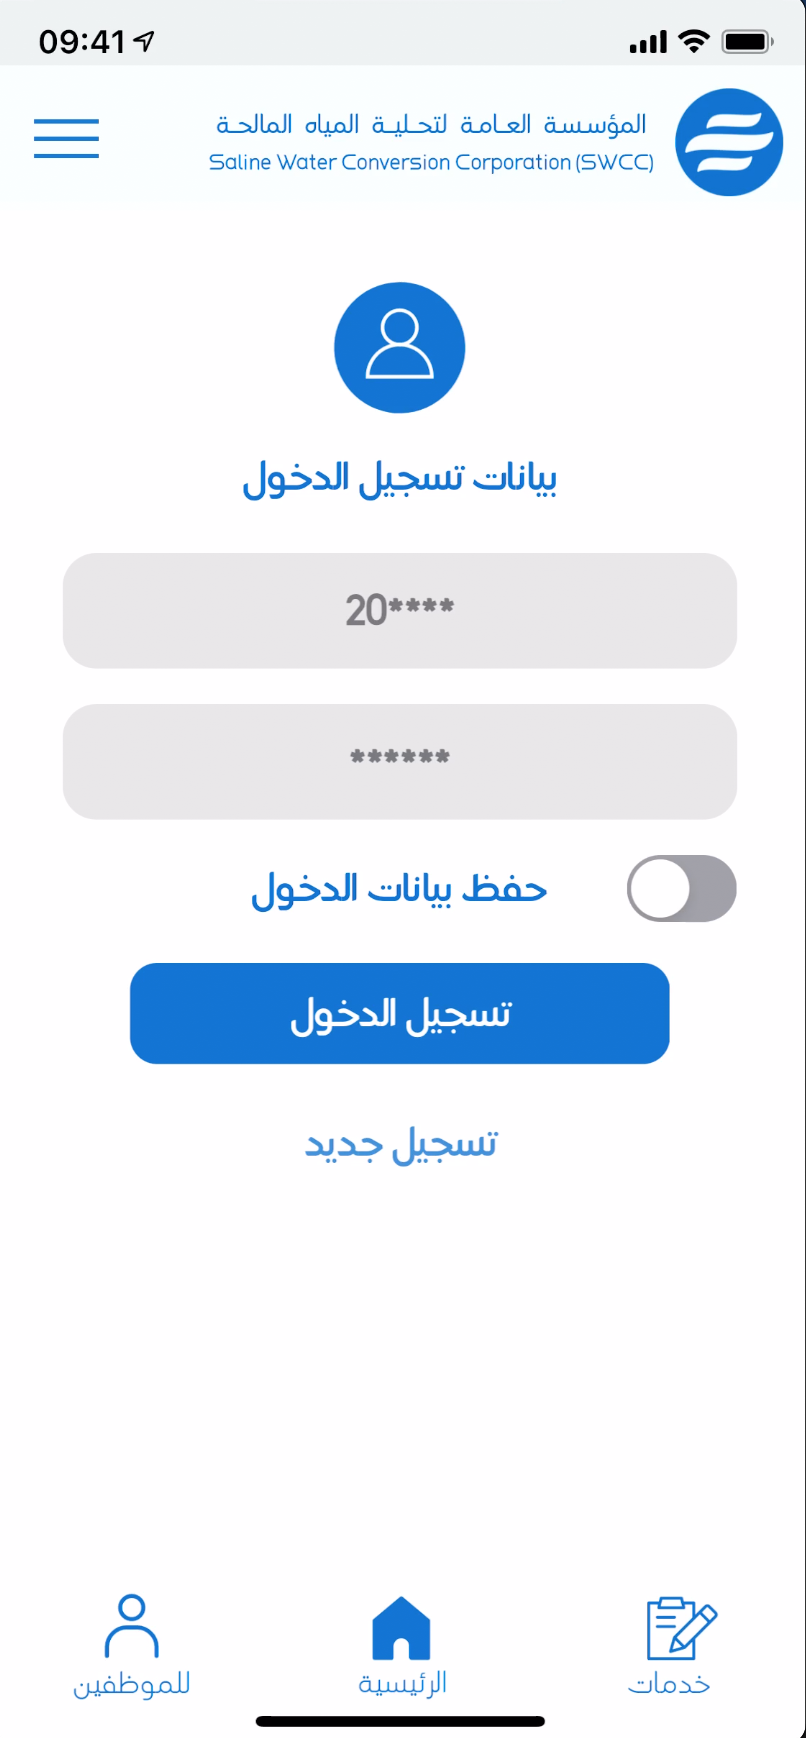 09:41
المؤسسة العامة لتحلية المياه المالحة
Saline Water Conversion Corporation (SWCC)
بيانات تسجيل الدخول
20****
******
حفظ بيانات الدخول
تسجيل الدخول
تسجيل جديد
خدمات
الرئيسية
للموظفين